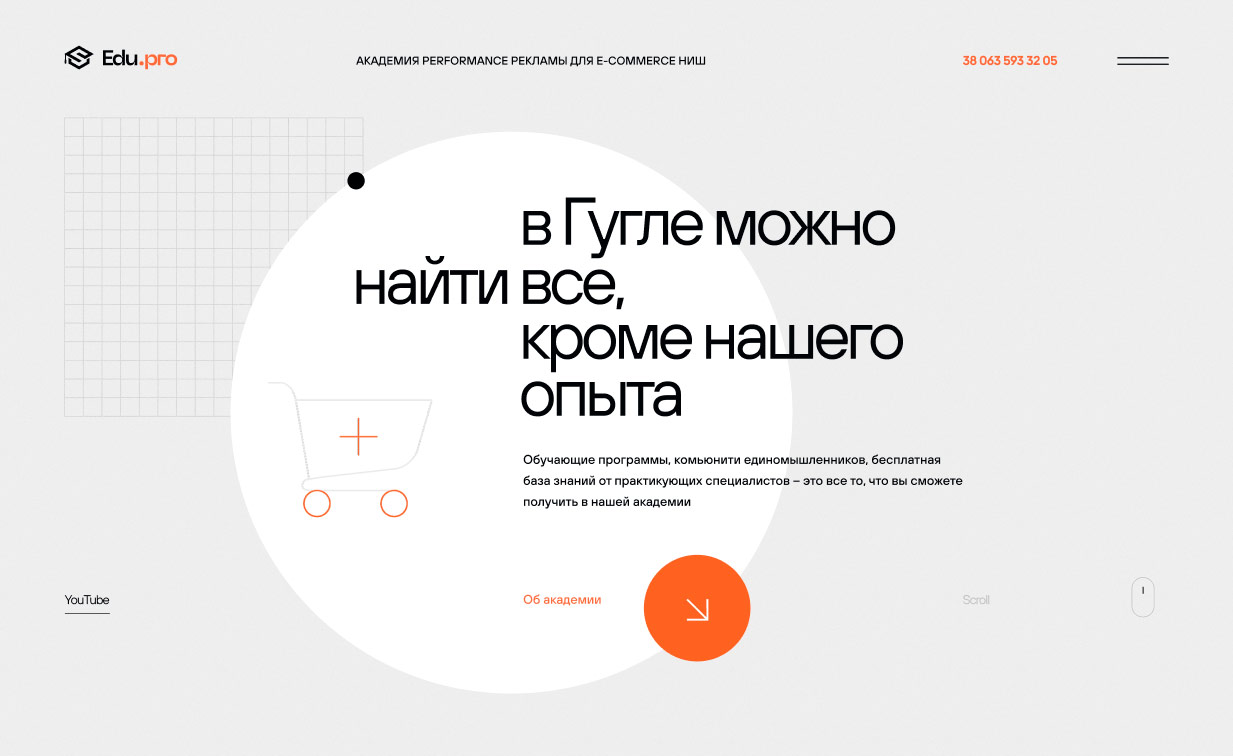 Edu.pro
АКАДЕМИЯ PERFORMANCE РЕКЛАМЫ ДЛЯ E-COMMERCE НИШ
38 063 593 32 05
в Гугле можно
найти все,
кроме нашего
опыта
Обучающие программы, комьюнити единомышленников, бесплатная
база знаний от практикующих специалистов – это все то, что вы сможете
получить в нашей академии
YouTube
Об академии
Scroll